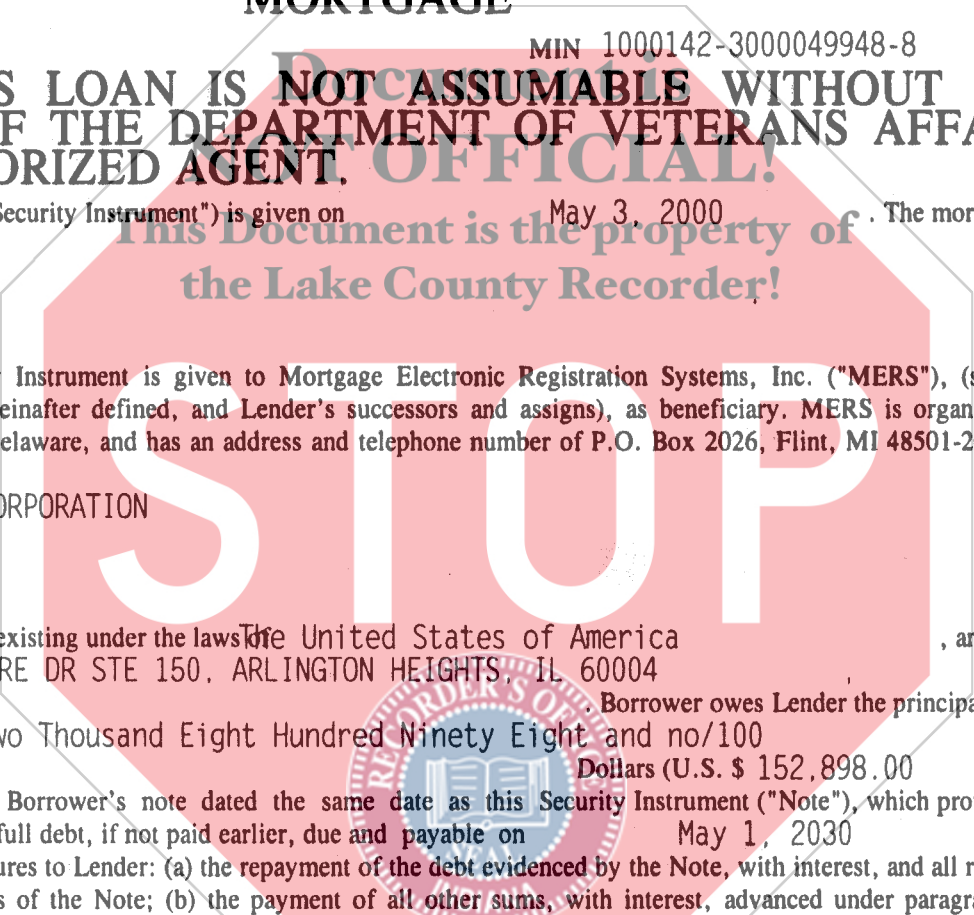 MORTGAGE
MIN 1000142-3000049948-8
Document is
S LOAN IS NOT ASSUMABLE WITHOUT
F THE DEPARTMENT OF VETERANS AFFA
NOT OFFICIAL!
ORIZED AGENT.
Security Instrument") is given on May 3, 2000 . The mor
This Document is the property of
the Lake County Recorder!
Instrument is given to Mortgage Electronic Registration Systems, Inc. ("MERS"), (s
einafter defined, and Lender's successors and assigns), as beneficiary. MERS is organ
elaware, and has an address and telephone number of P.O. Box 2026, Flint, MI 48501-2
STOP
ORPORATION
existing under the laws of The United States of America , an
RE DR STE 150, ARLINGTON HEIGHTS, IL 60004
. Borrower owes Lender the principa
wo Thousand Eight Hundred Ninety Eight and no/100
Dollars (U.S. $ 152,898.00
Borrower's note dated the same date as this Security Instrument ("Note"), which pro
full debt, if not paid earlier, due and payable on May 1, 2030
ures to Lender: (a) the repayment of the debt evidenced by the Note, with interest, and all r
s of the Note; (b) the payment of all other sums, with interest, advanced under paragr
RECORDER'S OFFICE
SEAL
INDIANA